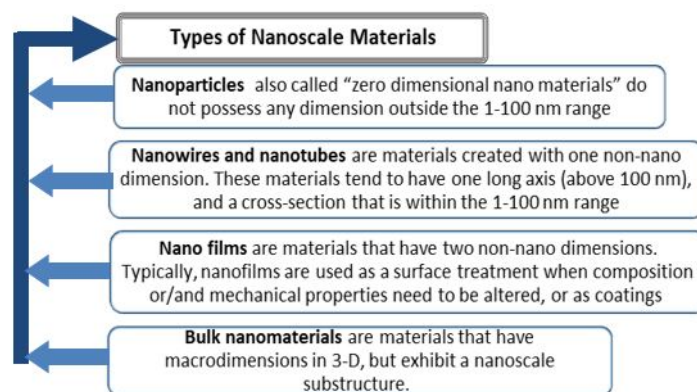 Types of Nanoscale Materials
Nanoparticles also called “zero dimensional nano materials” do
not possess any dimension outside the 1-100 nm range
Nanowires and nanotubes are materials created with one non-nano
dimension. These materials tend to have one long axis (above 100 nm),
and a cross-section that is within the 1-100 nm range
Nano films are materials that have two non-nano dimensions.
Typically, nanofilms are used as a surface treatment when composition
or/and mechanical properties need to be altered, or as coatings
Bulk nanomaterials are materials that have
macrodimensions in 3-D, but exhibit a nanoscale
substructure.